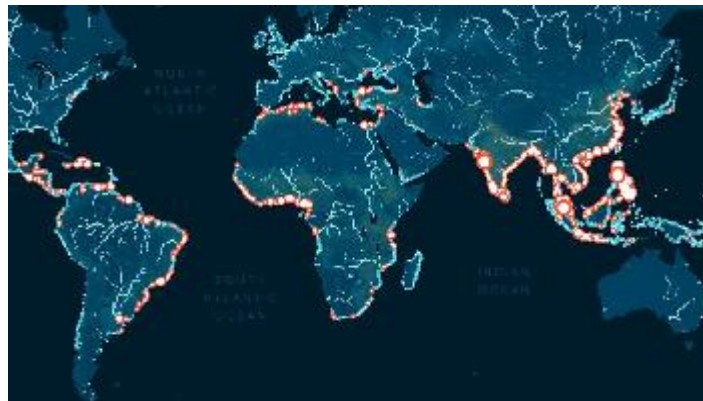 NORTH
ATLANTIC
OCEAN
SOUTH
ATLANTIC
OCEAN
INDIAN
OCEAN